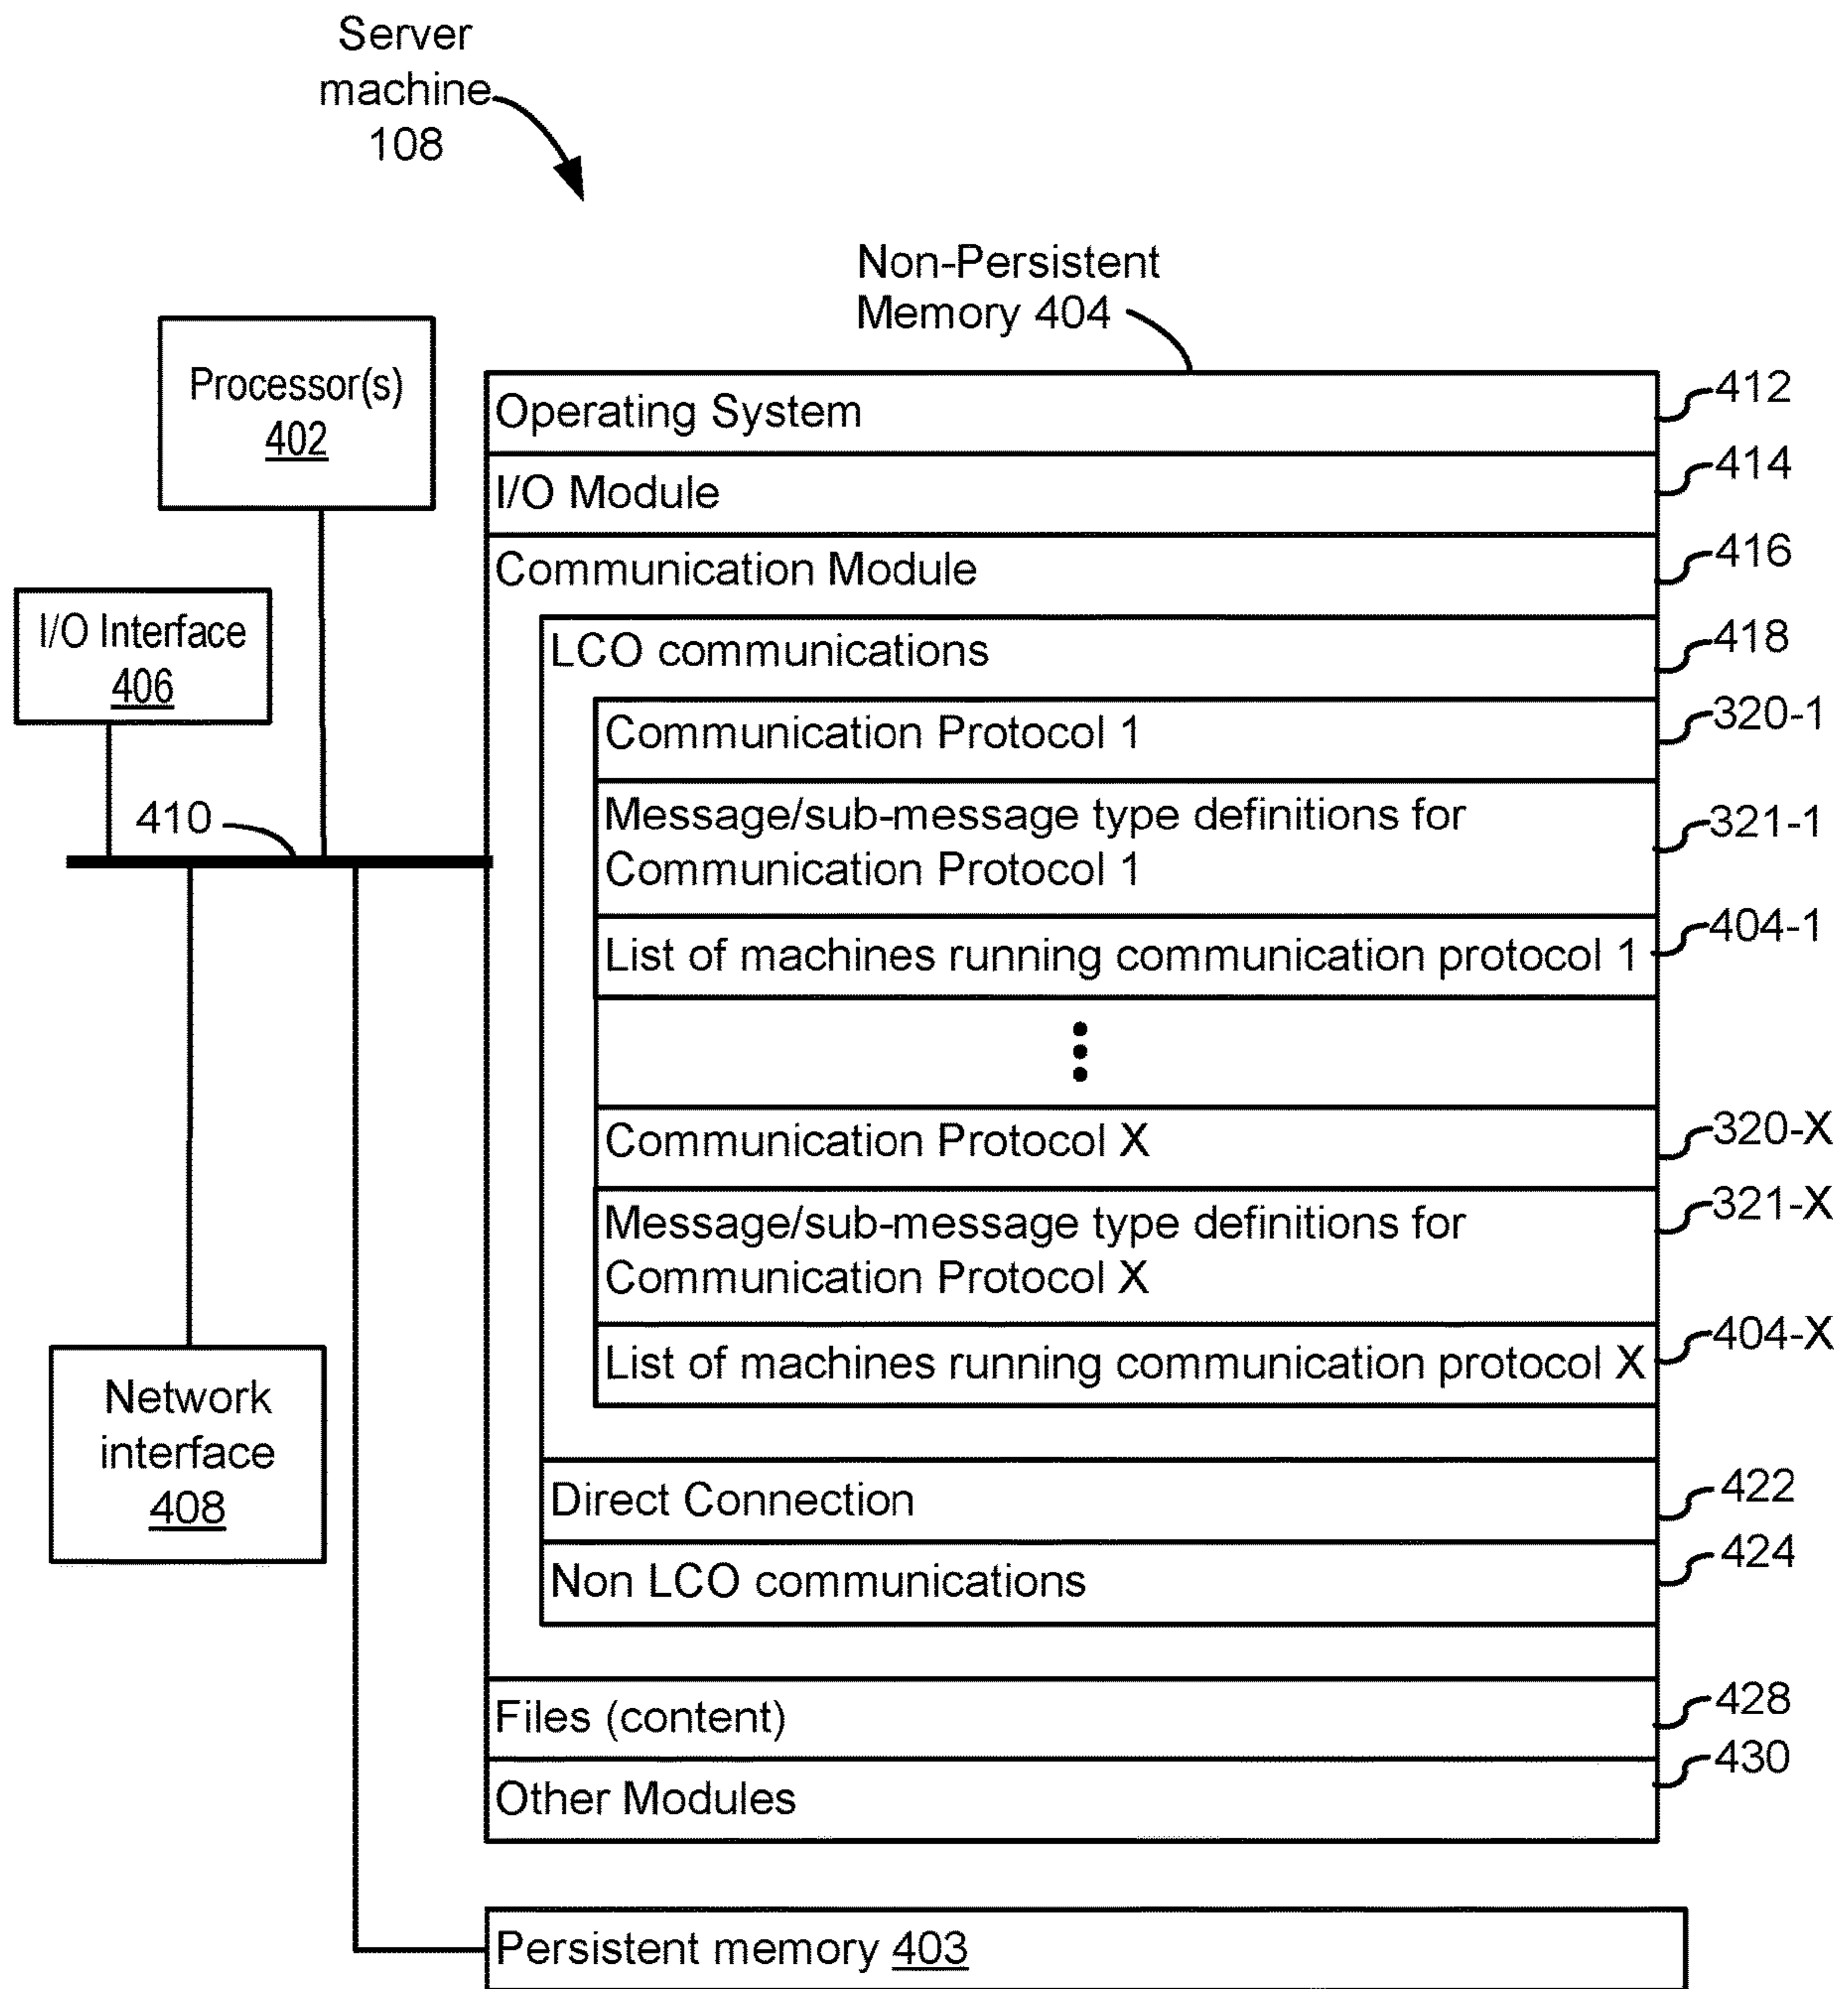 Server
machine
108
Non-Persistent
Memory 404
Processor(s)
402
I/O Interface
406
410
Network
interface
408
Operating System
412
I/O Module
414
Communication Module
416
LCO communications
418
Communication Protocol 1
320-1
Message/sub-message type definitions for
Communication Protocol 1
321-1
List of machines running communication protocol 1
404-1
Communication Protocol X
320-X
Message/sub-message type definitions for
Communication Protocol X
321-X
List of machines running communication protocol X
404-X
Direct Connection
422
Non LCO communications
424
Files (content)
428
Other Modules
430
Persistent memory 403